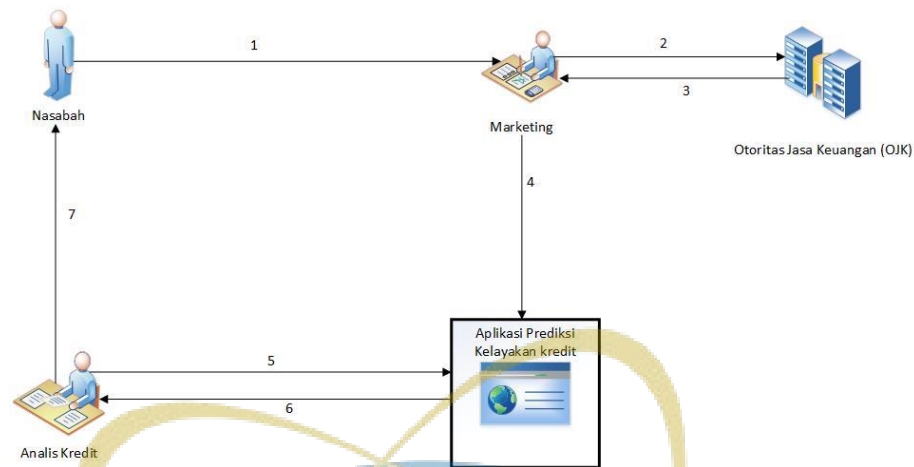 1
2
3
Nasabah
Marketing
Otoritas Jasa Keuangan (OJK)
4
7
Aplikasi Prediksi
Kelayakan kredit
5
6
Analis Kredit